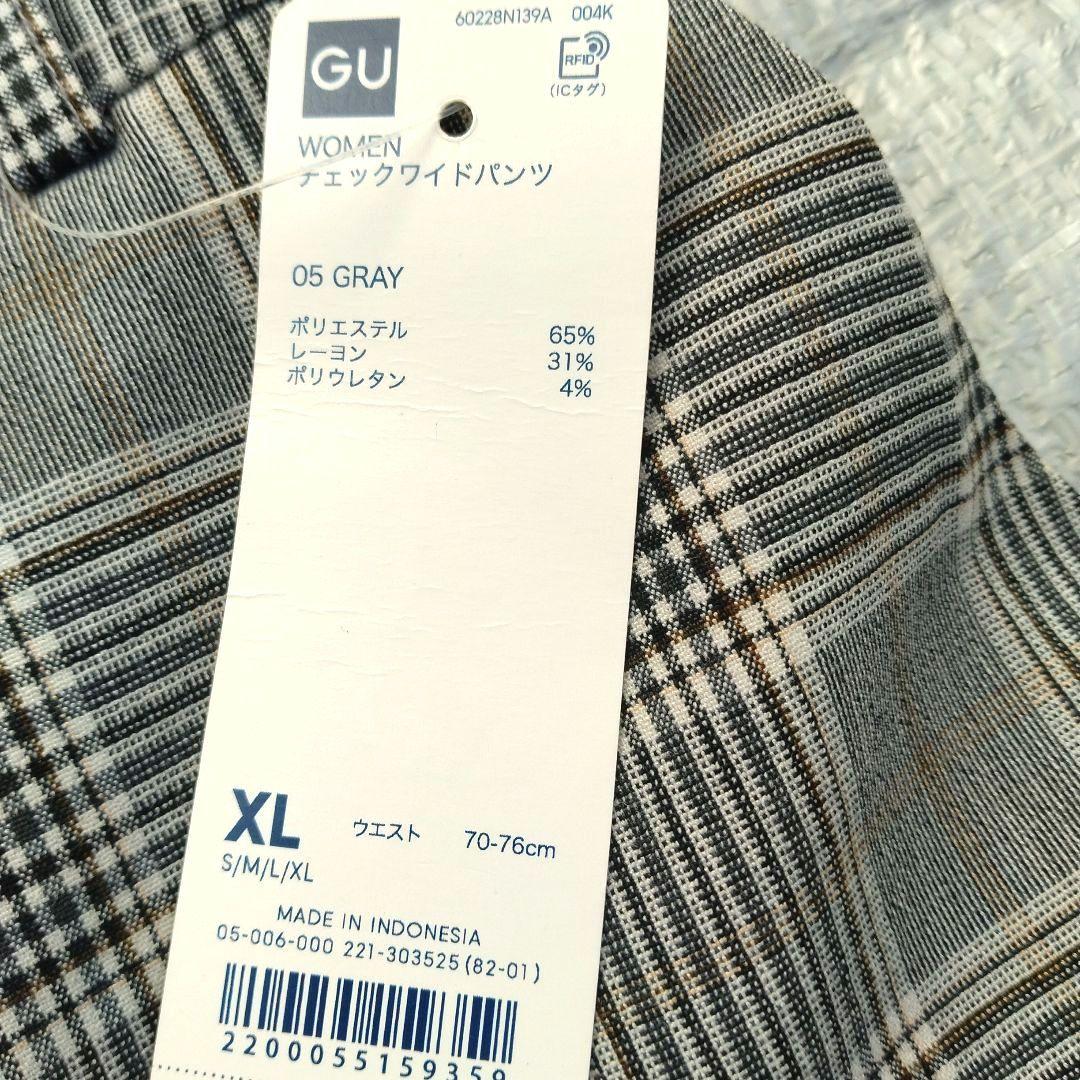 60228N139A 004K
GU
RFID
(ICタグ)
WOMEN
チェックワイドパンツ
05 GRAY
ポリエステル 65%
レーヨン 31%
ポリウレタン 4%
XL ウエスト 70-76cm
S/M/L/XL
MADE IN INDONESIA
05-006-000 221-303525(82-01)
2200055159359